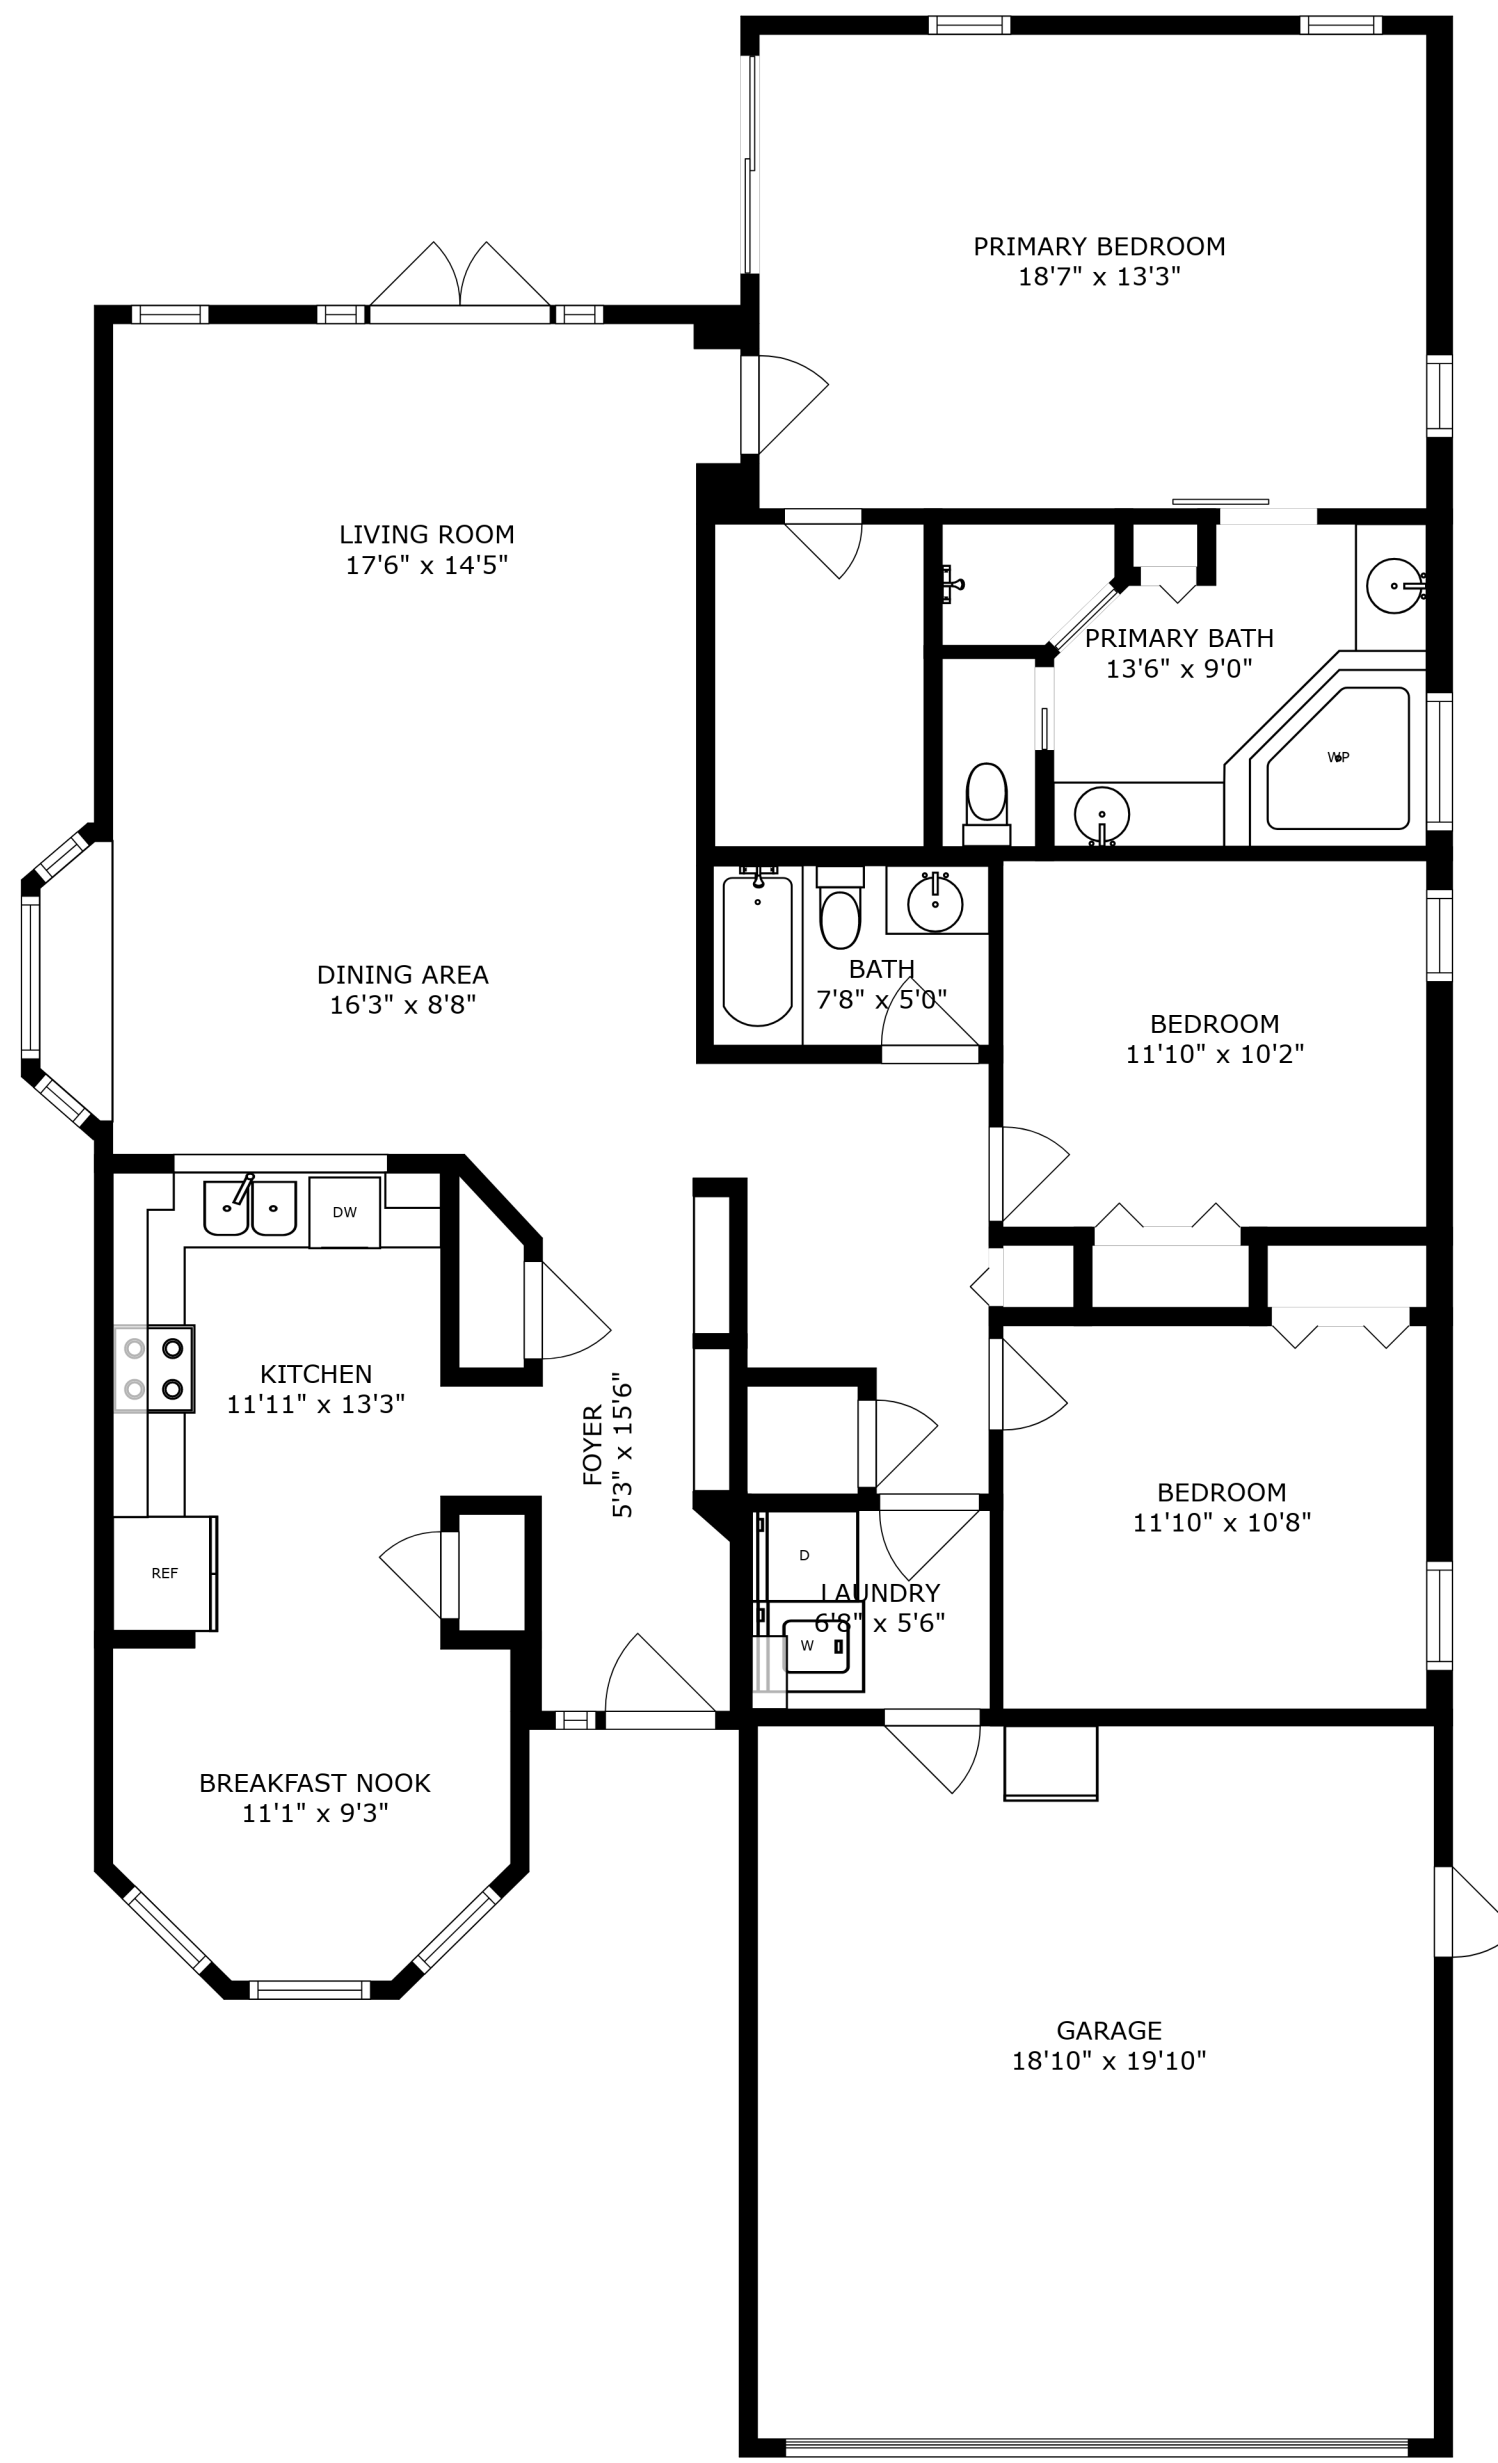 PRIMARY BEDROOM
18'7" x 13'3"
LIVING ROOM
17'6" x 14'5"
PRIMARY BATH
13'6" x 9'0"
WP
DINING AREA
16'3" x 8'8"
BATH
7'8" x 5'0"
BEDROOM
11'10" x 10'2"
DW
KITCHEN
11'11" x 13'3"
FOYER
5'3" x 15'6"
BEDROOM
11'10" x 10'8"
REF
D
LAUNDRY
6'8" x 5'6"
W
BREAKFAST NOOK
11'1" x 9'3"
GARAGE
18'10" x 19'10"